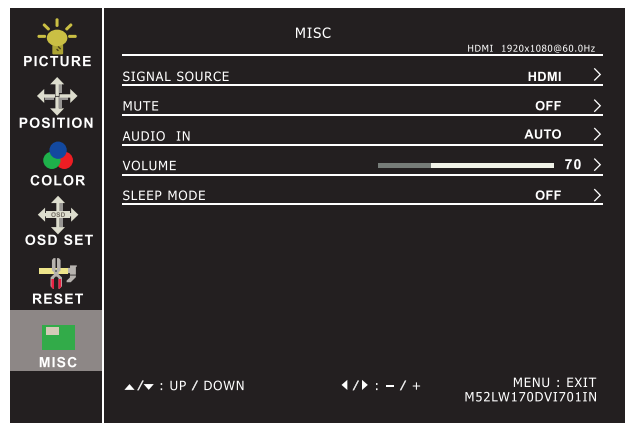 MISC
HDMI 1920x1080@60.0Hz
PICTURE
POSITION
COLOR
OSD
OSD SET
RESET
MISC
SIGNAL SOURCE HDMI >
MUTE OFF >
AUDIO IN AUTO >
VOLUME 70 >
SLEEP MODE OFF >
▲/▼ : UP / DOWN ◀/▶ : – / + MENU : EXIT
M52LW170DVI701IN